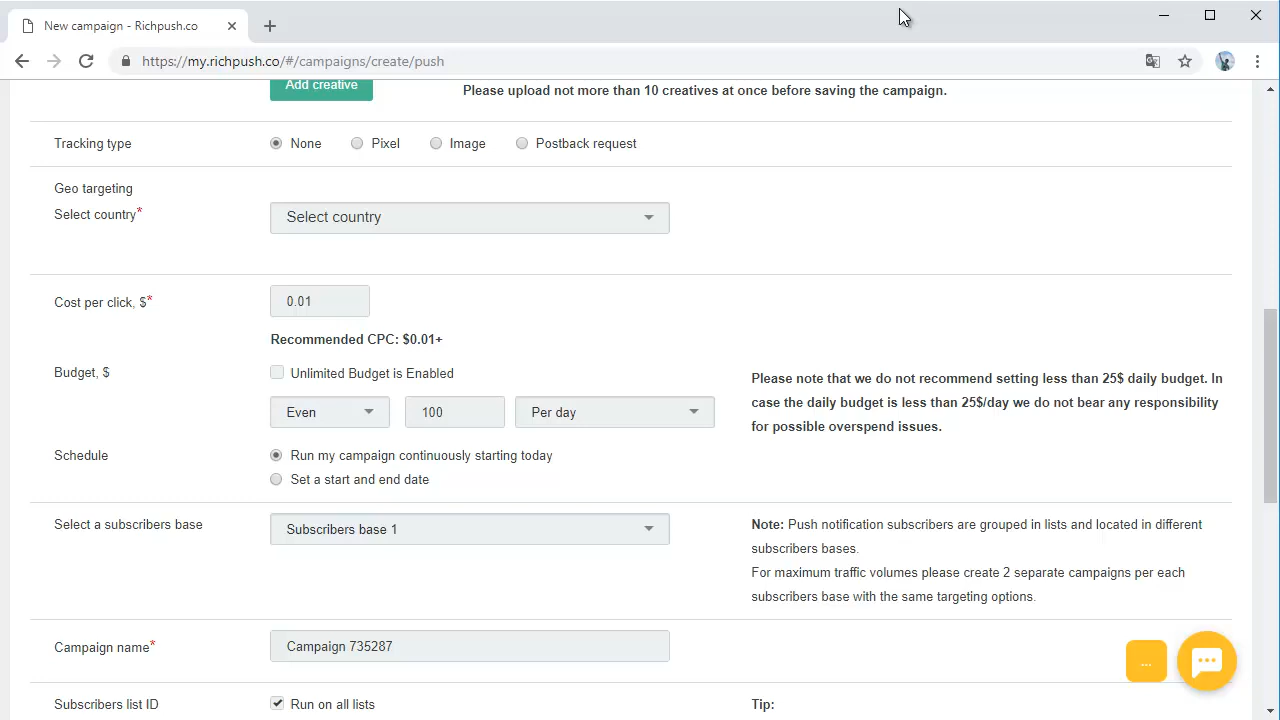 New campaign - Richpush.co
https://my.richpush.co/#/campaigns/create/push
Add creative
Please upload not more than 10 creatives at once before saving the campaign.
Tracking type
None
Pixel
Image
Postback request
Geo targeting
Select country*
Select country
Cost per click, $*
0.01
Recommended CPC: $0.01+
Budget, $
Unlimited Budget is Enabled
Even
100
Per day
Please note that we do not recommend setting less than 25$ daily budget. In
case the daily budget is less than 25$/day we do not bear any responsibility
for possible overspend issues.
Schedule
Run my campaign continuously starting today
Set a start and end date
Select a subscribers base
Subscribers base 1
Note: Push notification subscribers are grouped in lists and located in different
subscribers bases.
For maximum traffic volumes please create 2 separate campaigns per each
subscribers base with the same targeting options.
Campaign name*
Campaign 735287
...
Subscribers list ID
Run on all lists
Tip: